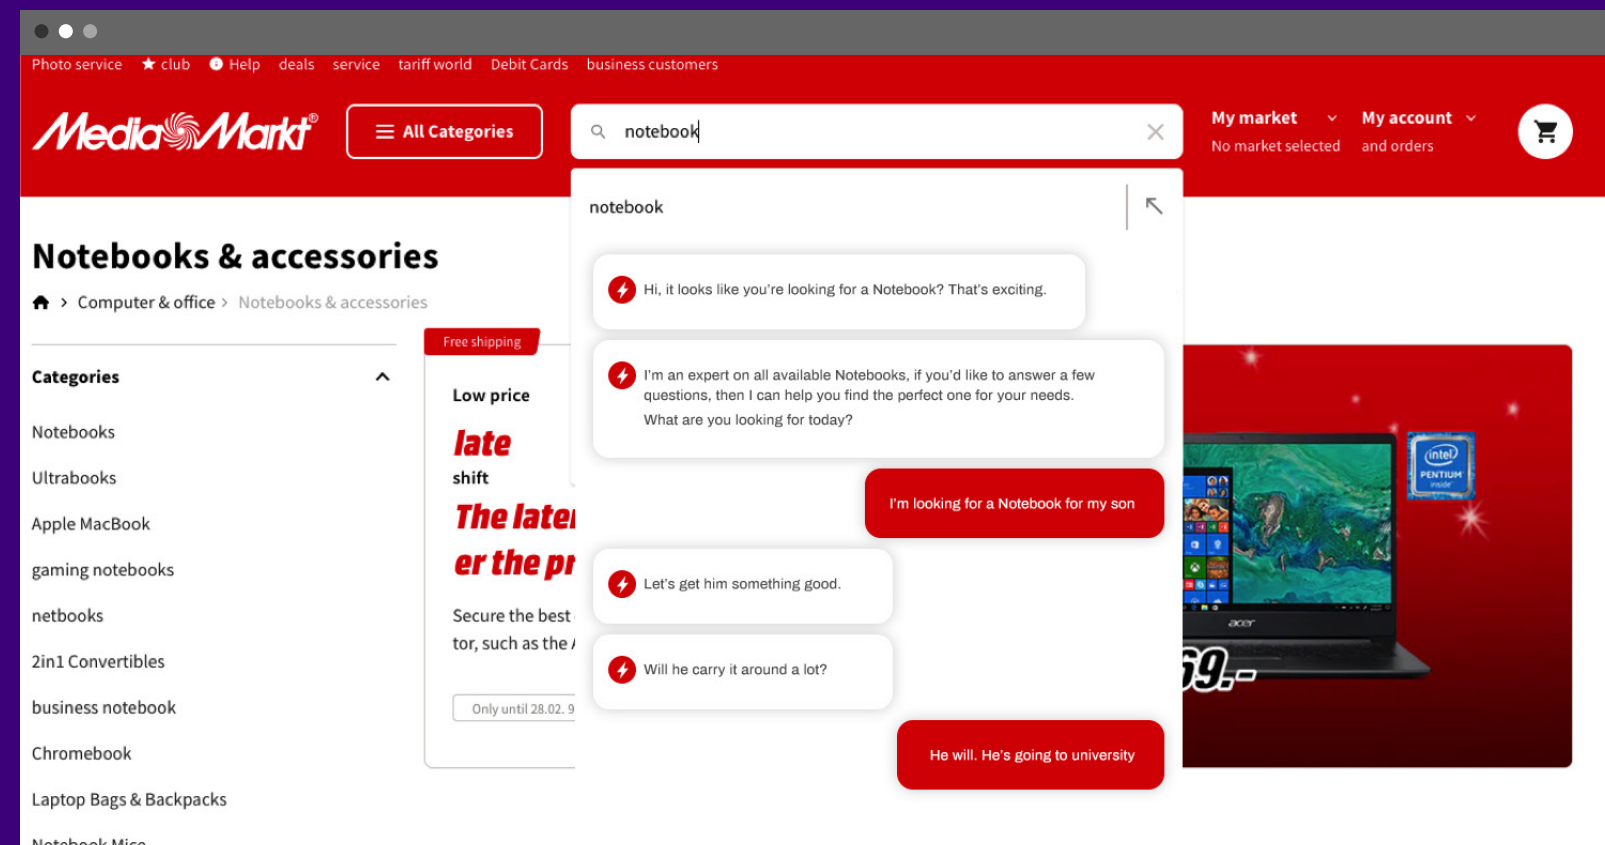 Photo service club Help deals service tariff world Debit Cards business customers
MediaMarkt®
All Categories
notebook
My market
No market selected
My account
and orders
notebook
Notebooks & accessories
Computer & office > Notebooks & accessories
Categories
Notebooks
Ultrabooks
Apple MacBook
gaming notebooks
netbooks
2in1 Convertibles
business notebook
Chromebook
Laptop Bags & Backpacks
Notebook Mice
Free shipping
Low price
late
shift
The later
er the pr
Secure the best
tor, such as the
Only until 28.02. 9
Hi, it looks like you're looking for a Notebook? That's exciting.
I'm an expert on all available Notebooks, if you'd like to answer a few
questions, then I can help you find the perfect one for your needs.
What are you looking for today?
I'm looking for a Notebook for my son
Let's get him something good.
Will he carry it around a lot?
He will. He's going to university
intel
PENTIUM
inside
acer
69.-